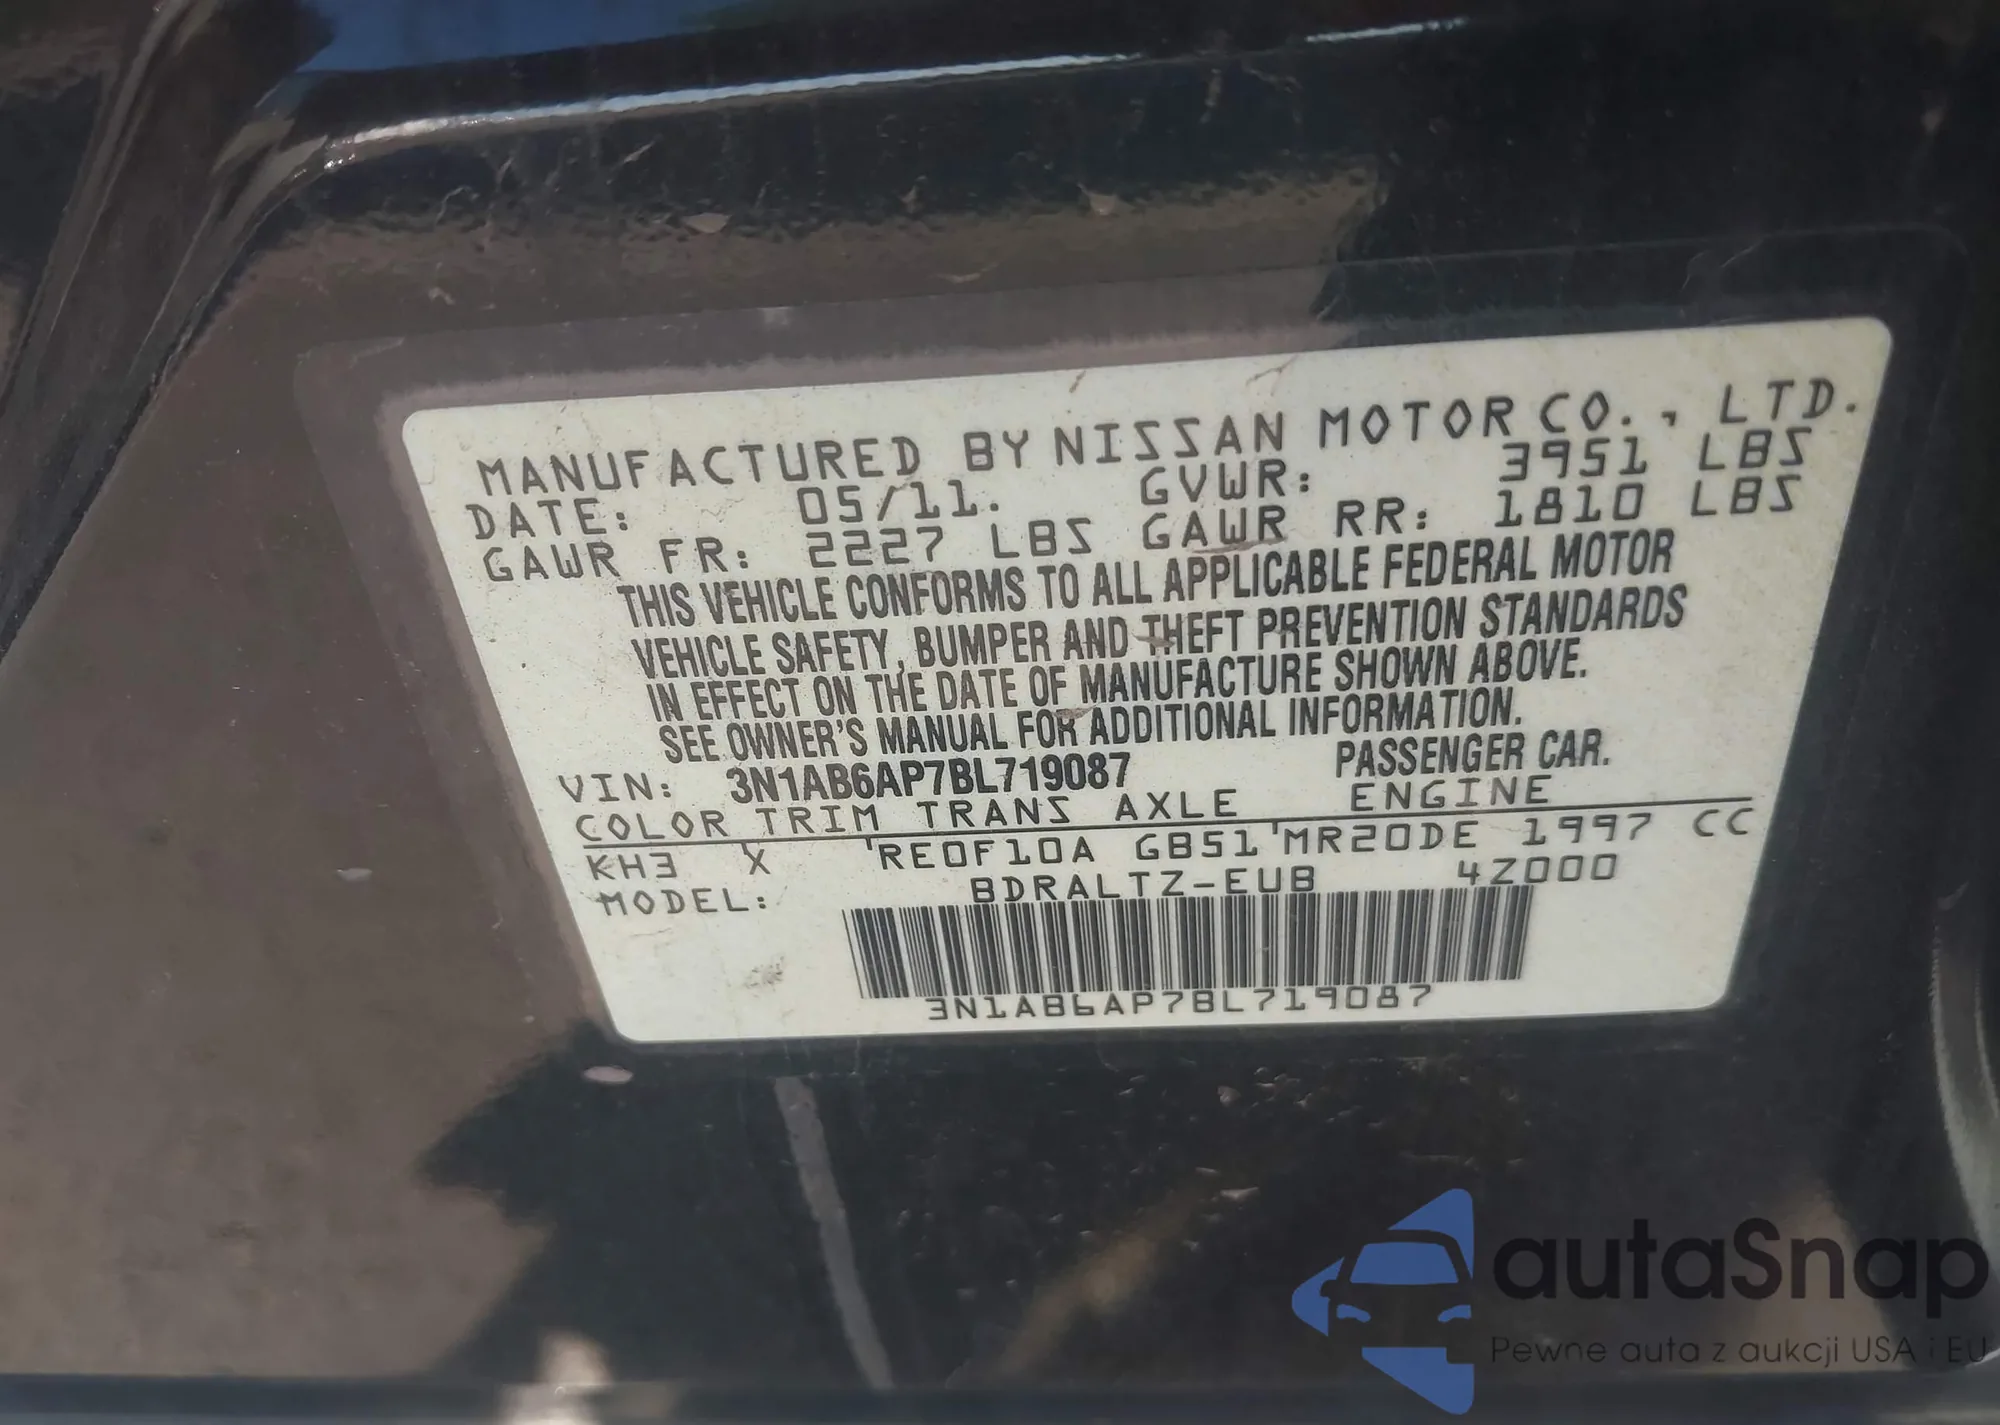 MANUFACTURED BY NISSAN MOTOR CO., LTD.
DATE: 05/11. GVWR: 3951 LBS
GAWR FR: 2227 LBS GAWR RR: 1810 LBS
THIS VEHICLE CONFORMS TO ALL APPLICABLE FEDERAL MOTOR
VEHICLE SAFETY, BUMPER AND THEFT PREVENTION STANDARDS
IN EFFECT ON THE DATE OF MANUFACTURE SHOWN ABOVE.
SEE OWNER'S MANUAL FOR ADDITIONAL INFORMATION.
VIN: 3N1AB6AP7BL719087 PASSENGER CAR.
COLOR TRIM TRANS AXLE ENGINE
KH3 X RE0F10A GB51 MR20DE 1997 CC
MODEL: BDRALTZ-EUB 4Z000
3N1AB6AP7BL719087
autaSnap
Pewne auta z aukcji USA i EU